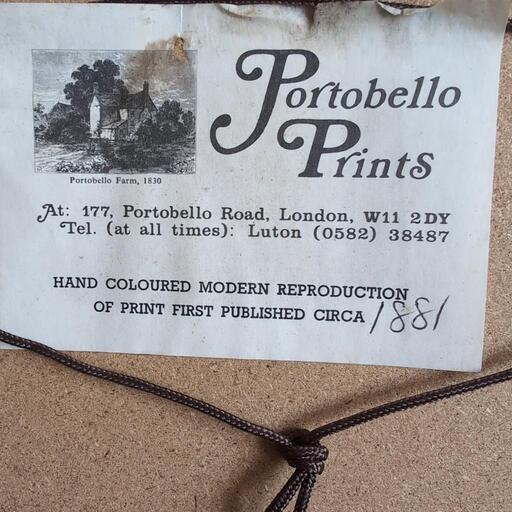 Portobello
Prints
Portobello Farm, 1830
At: 177, Portobello Road, London, W11 2DY
Tel. (at all times): Luton (0582) 38487
HAND COLOURED MODERN REPRODUCTION
OF PRINT FIRST PUBLISHED CIRCA 1881